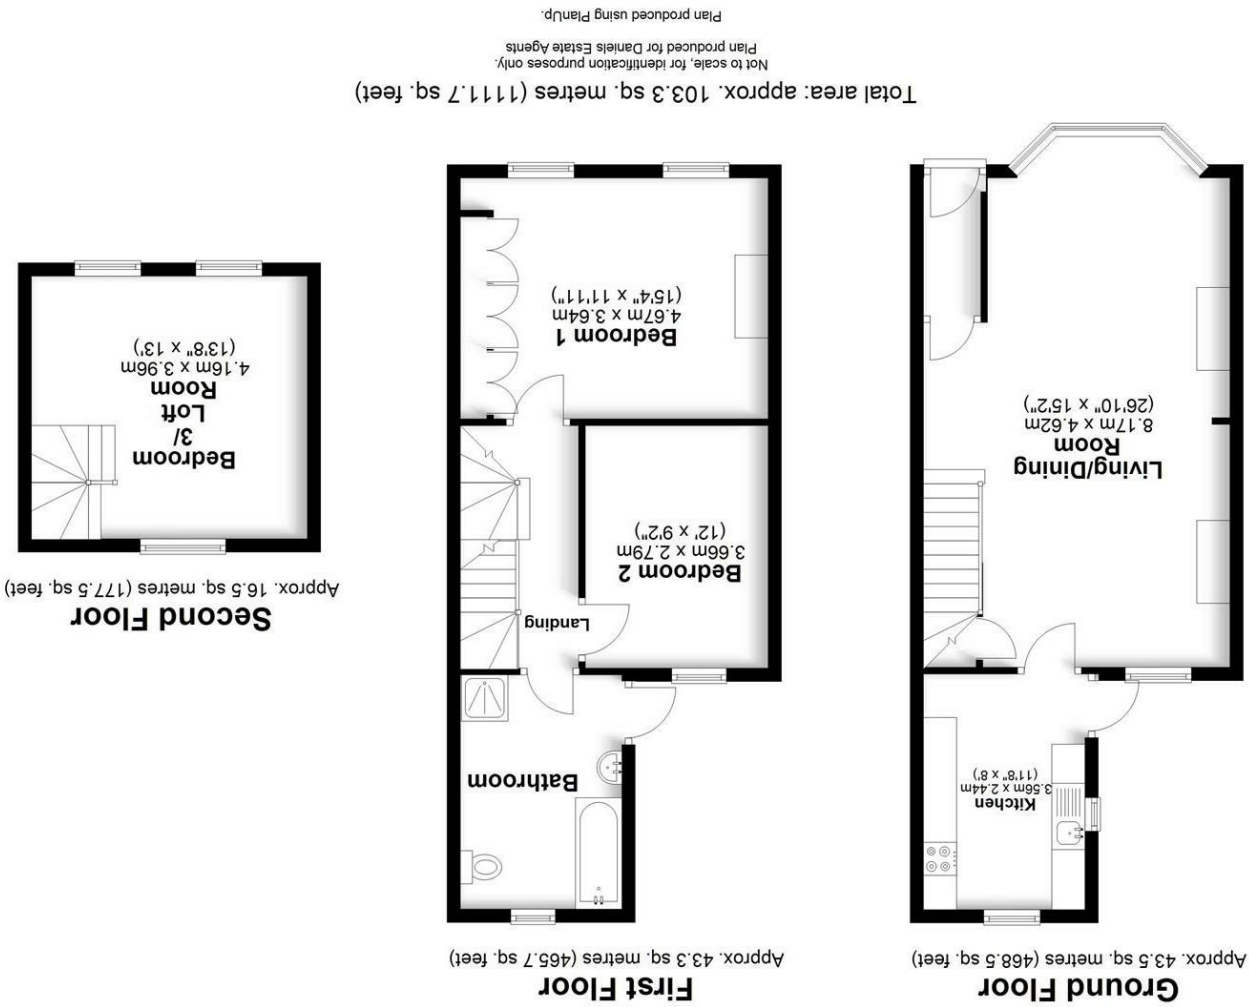 Ground Floor
Approx. 43.5 sq. metres (468.5 sq. feet)
Kitchen
3.56m x 2.44m
(11'8" x 8')
Living/Dining
Room
8.17m x 4.62m
(26'10" x 15'2")
First Floor
Approx. 43.3 sq. metres (465.7 sq. feet)
Bathroom
Landing
Bedroom 2
3.66m x 2.79m
(12' x 9'2")
Bedroom 1
4.67m x 3.64m
(15'4" x 11'11")
Second Floor
Approx. 16.5 sq. metres (177.5 sq. feet)
Bedroom
3/
Loft
Room
4.16m x 3.96m
(13'8" x 13')
Total area: approx. 103.3 sq. metres (1111.7 sq. feet)
Not to scale, for identification purposes only.
Plan produced for Daniels Estate Agents
Plan produced using PlanUp.